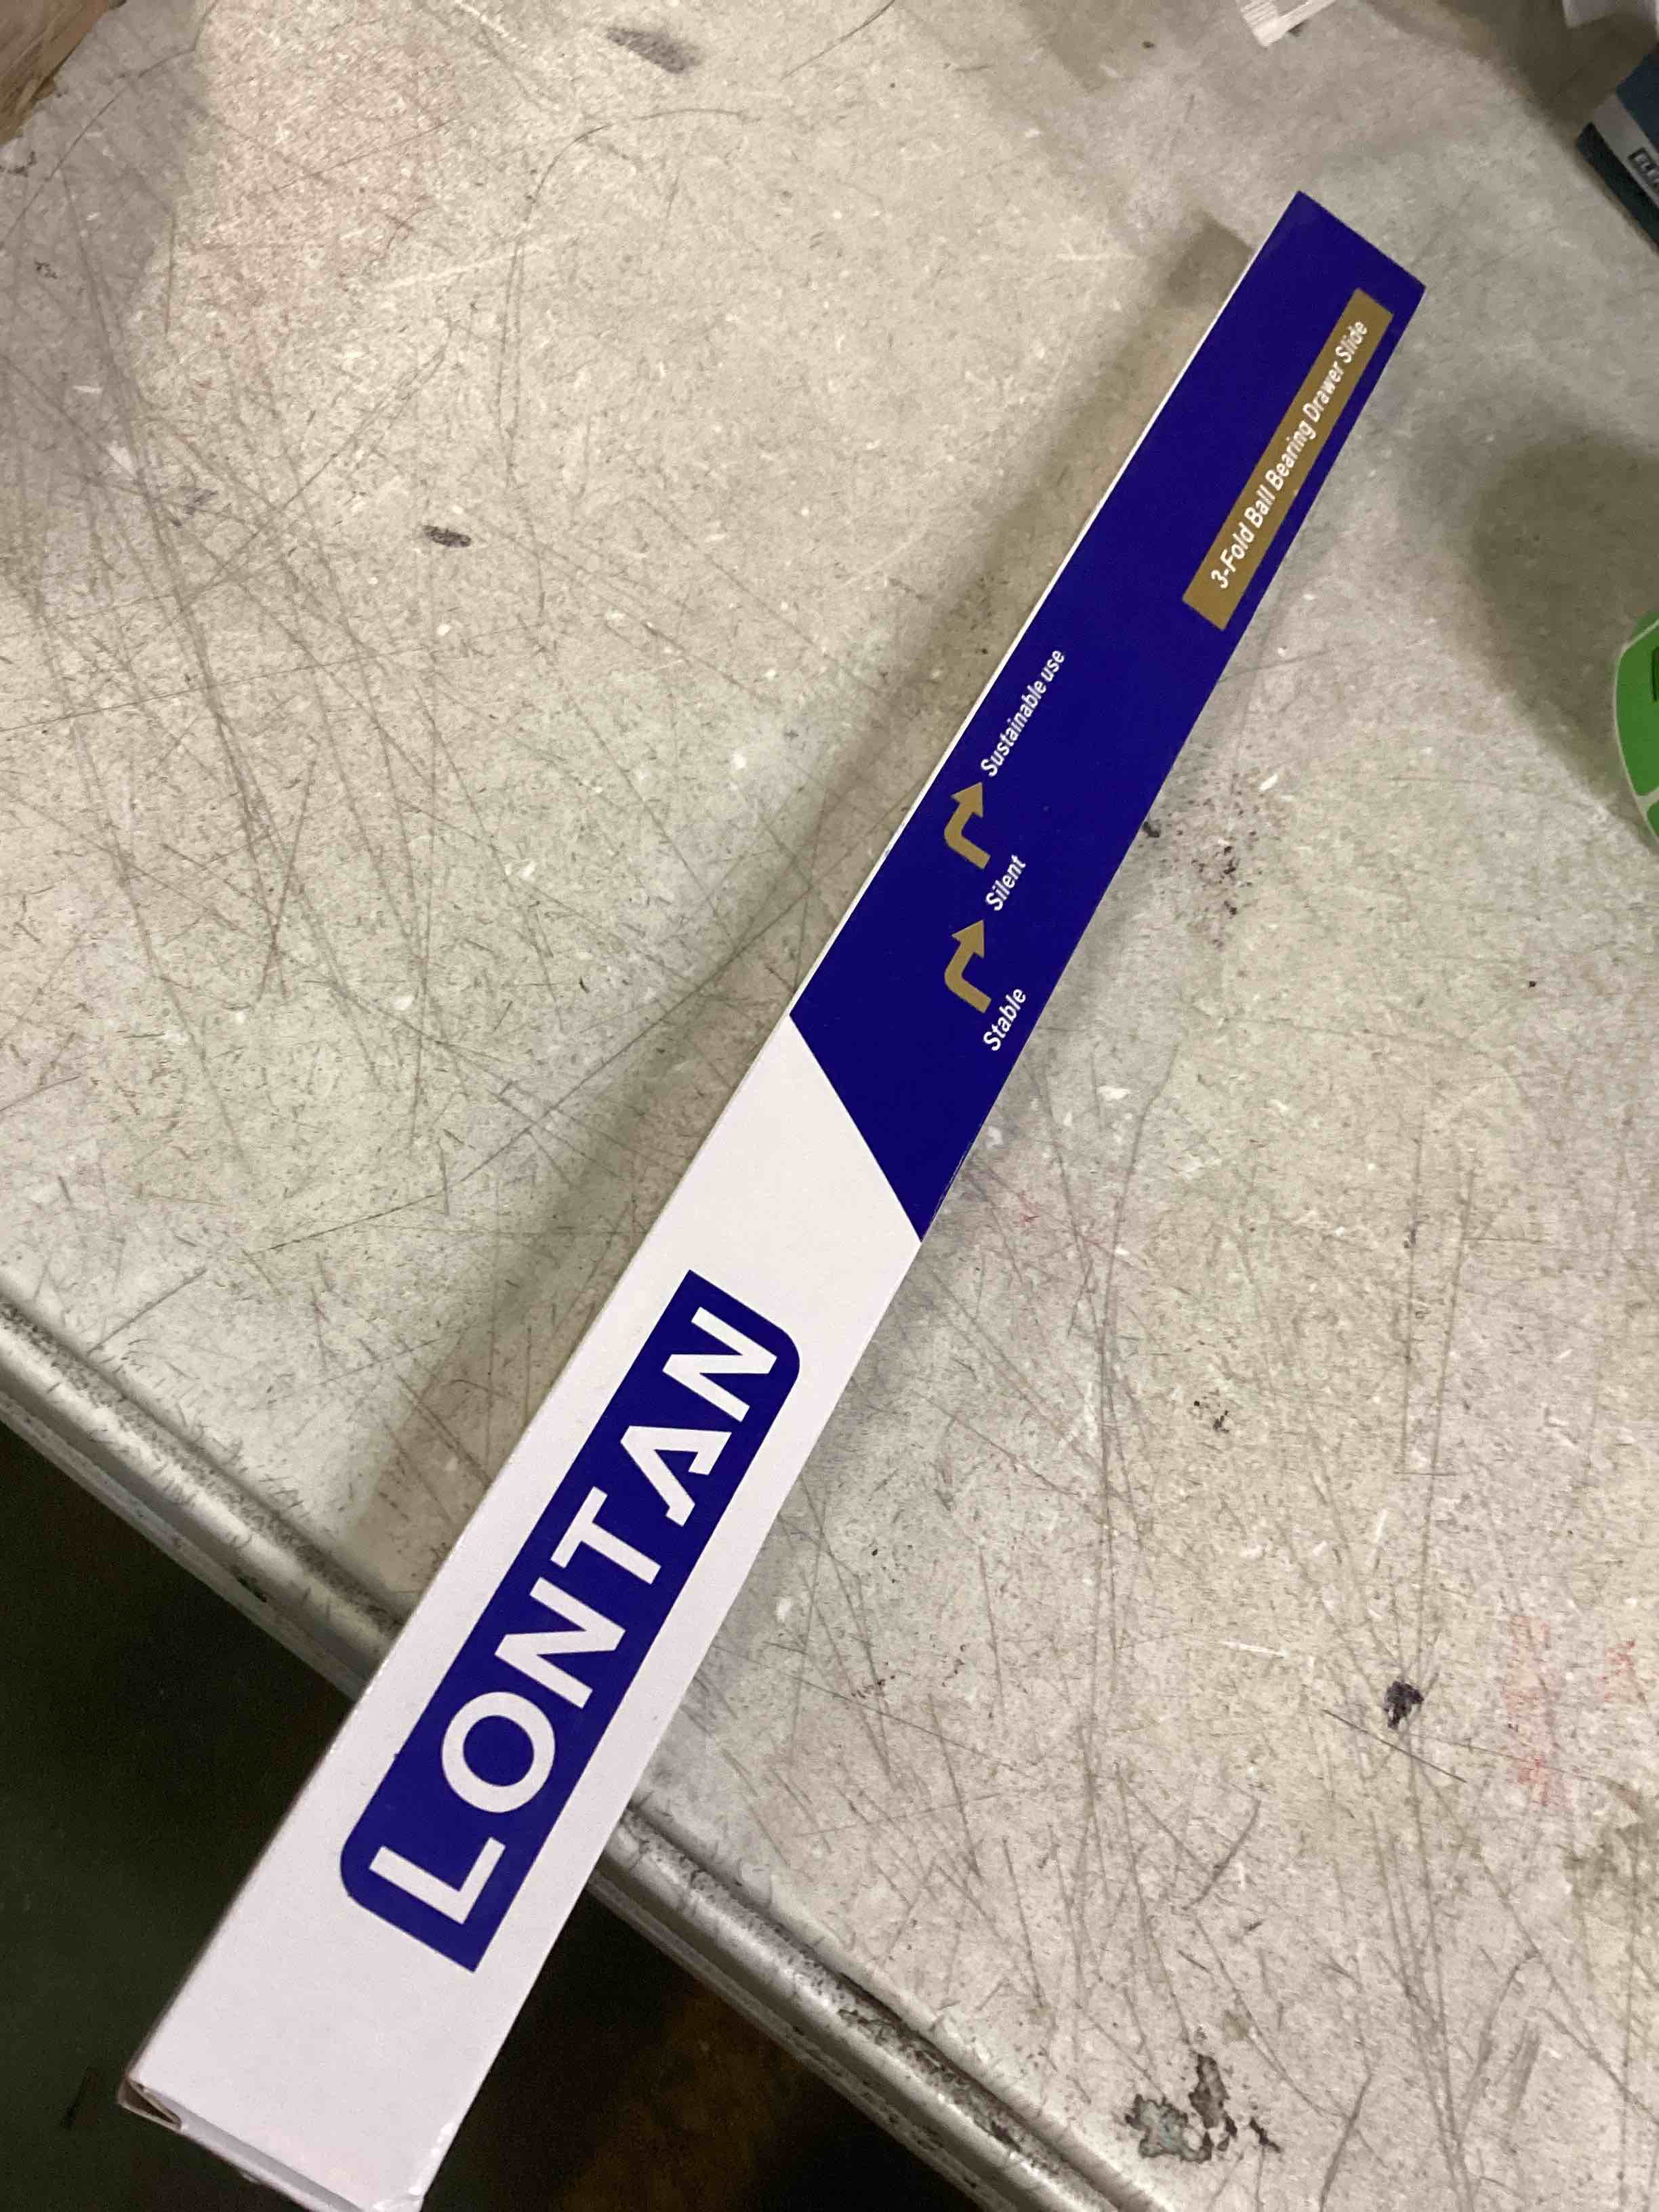 LONTAN
Stable
Silent
Sustainable use
3-Fold Ball Bearing Drawer Slide